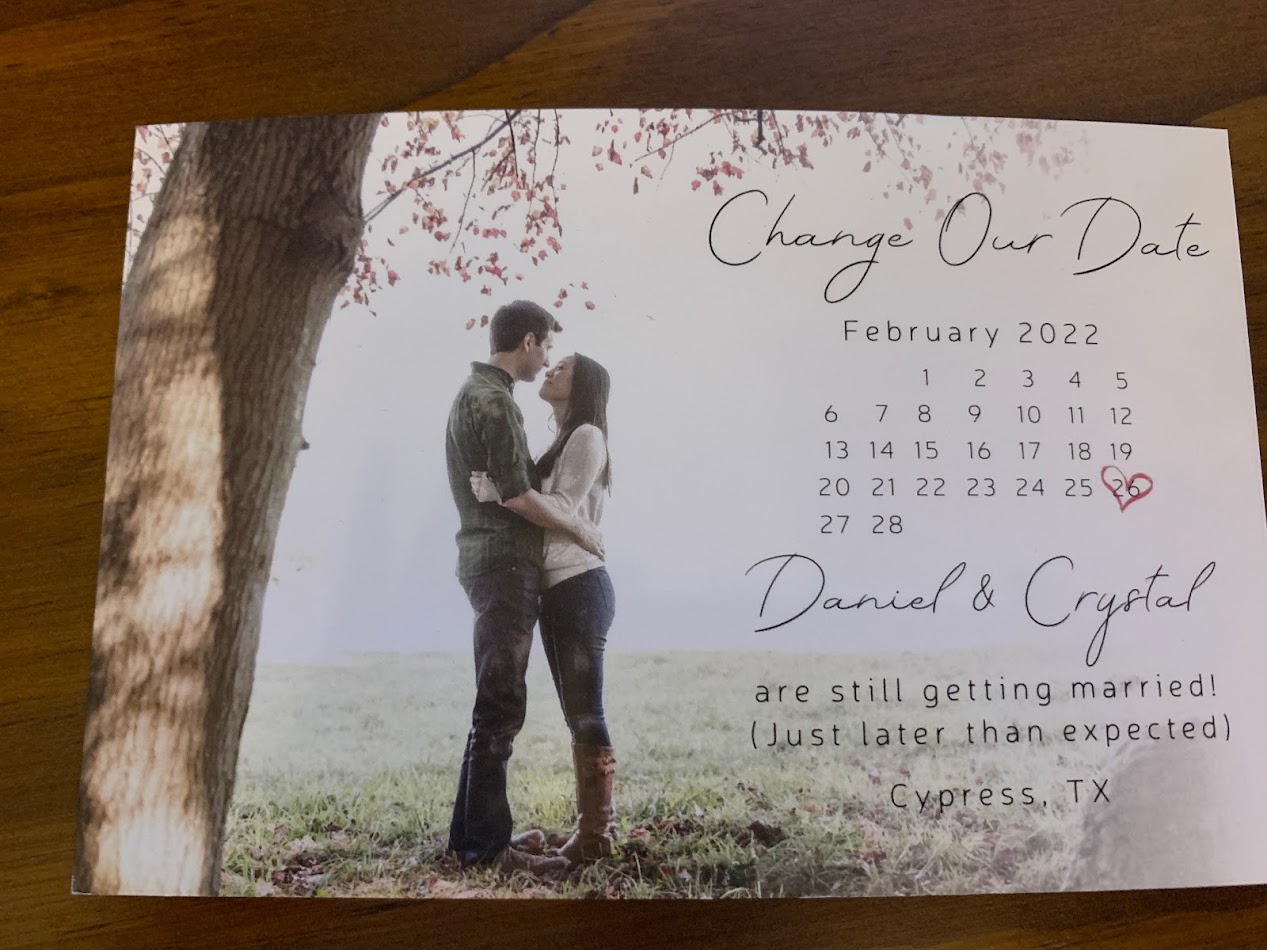 Change Our Date
February 2022
1 2 3 4 5
6 7 8 9 10 11 12
13 14 15 16 17 18 19
20 21 22 23 24 25 26
27 28
Daniel & Crystal
are still getting married!
(Just later than expected)
Cypress, TX